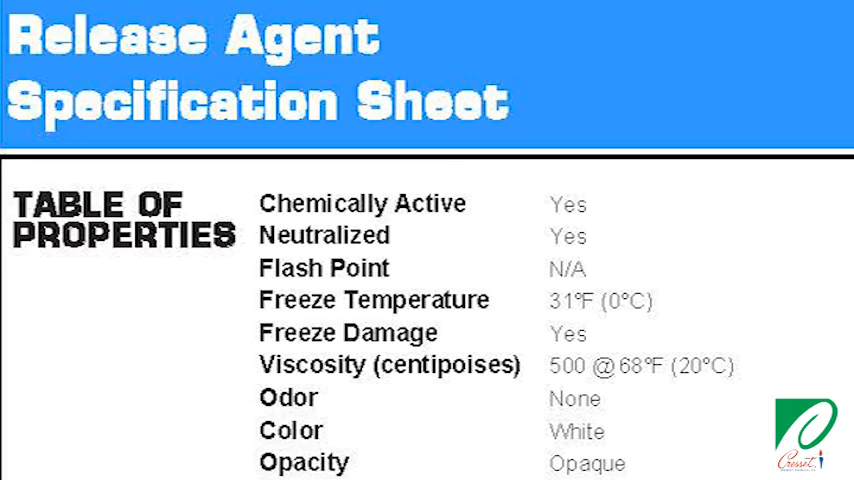 Release Agent
Specification Sheet
TABLE OF
PROPERTIES
Chemically Active Yes
Neutralized Yes
Flash Point N/A
Freeze Temperature 31°F (0°C)
Freeze Damage Yes
Viscosity (centipoises) 500 @ 68°F (20°C)
Odor None
Color White
Opacity Opaque
Cresset